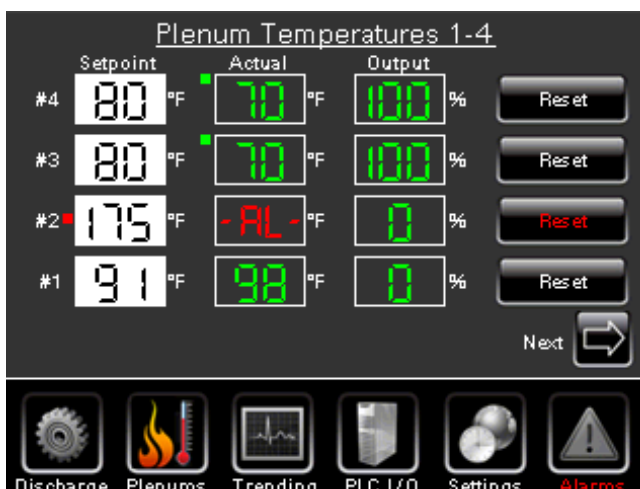 Plenum Temperatures 1-4
Setpoint Actual Output
#4 80 °F 70 °F 100 % Reset
#3 80 °F 70 °F 100 % Reset
#2 175 °F -AL- °F 0 % Reset
#1 91 °F 98 °F 0 % Reset
Next
Discharge Plenums Trending PLC I/O Settings Alarms